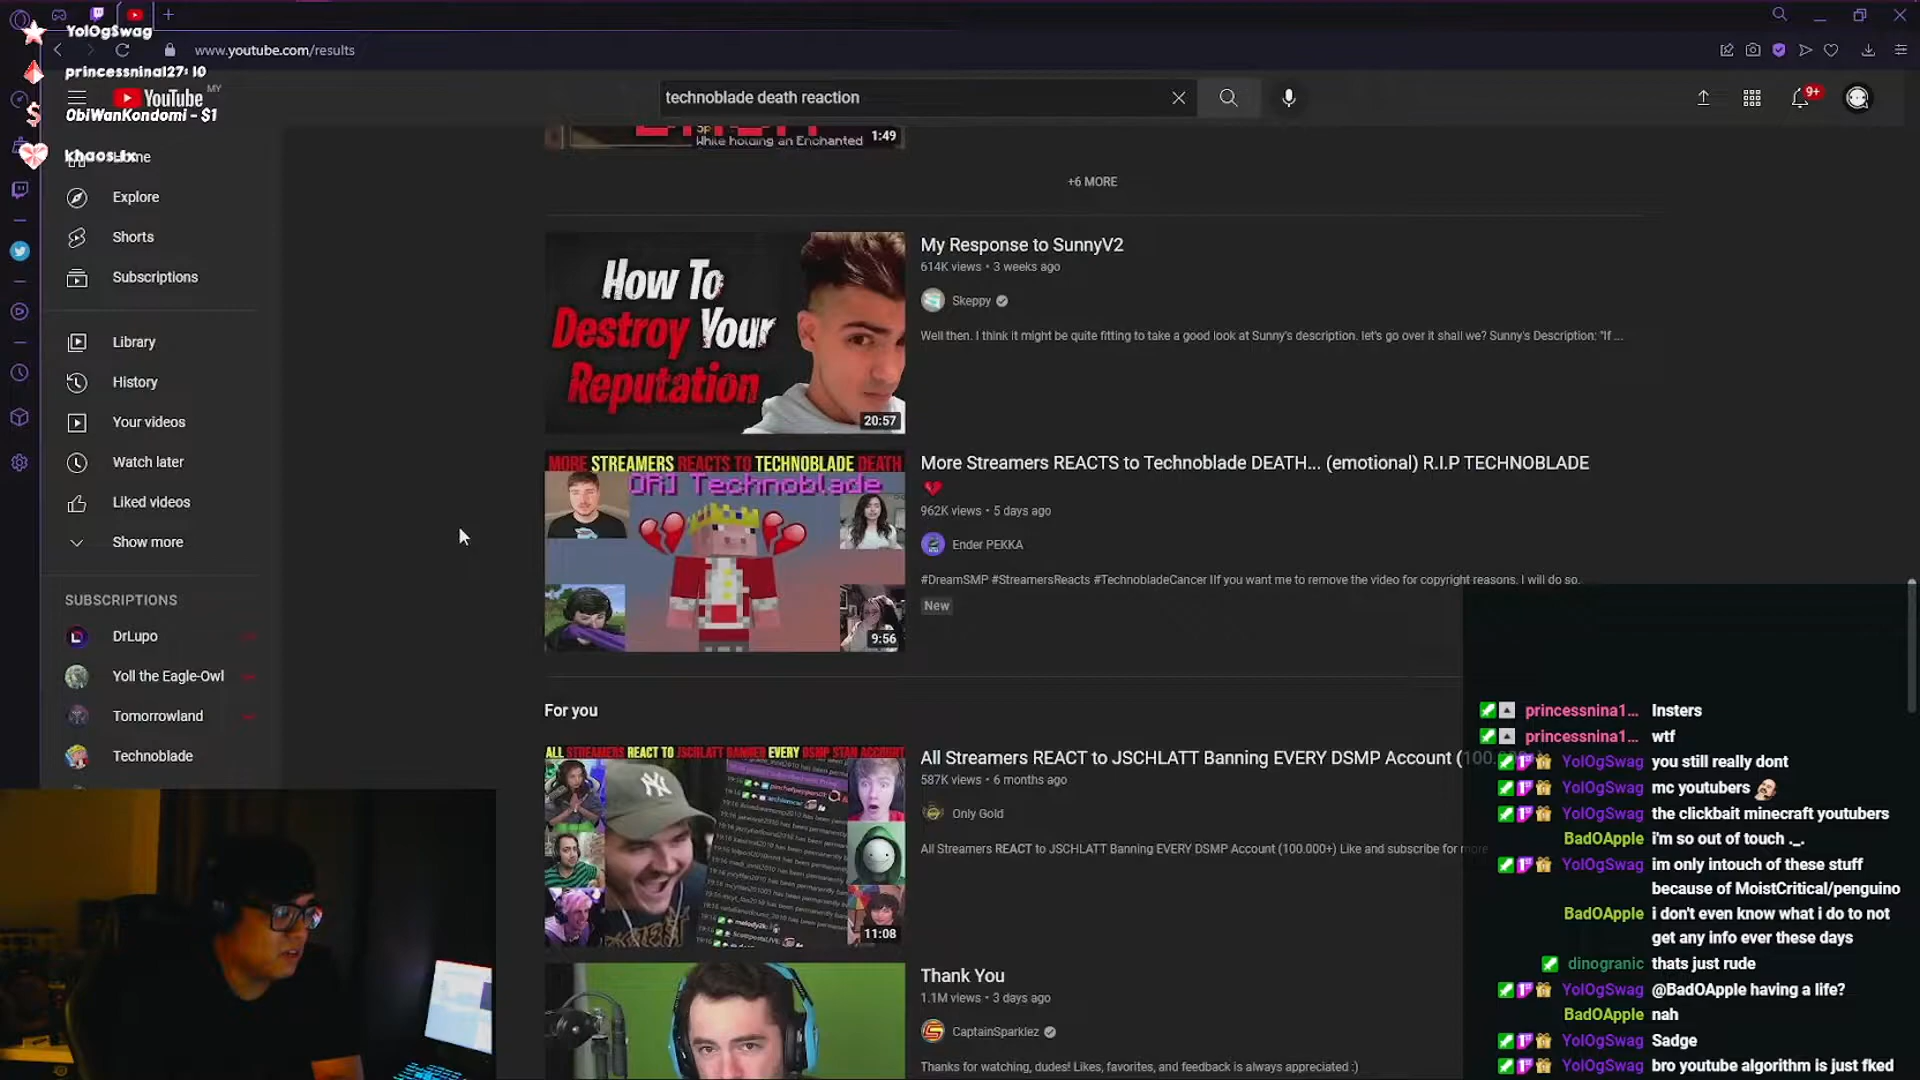 YolOgSwag
www.youtube.com/results
princessnina127: 10
YouTube
MY
technoblade death reaction
9+
ObiWanKondomi - $1
khaos.tx
Home
1:49
While holding an Enchanted
+6 MORE
Explore
Shorts
Subscriptions
Library
History
Your videos
Watch later
Liked videos
Show more
SUBSCRIPTIONS
DrLupo
Yoll the Eagle-Owl
Tomorrowland
Technoblade
How To
Destroy Your
Reputation
20:57
My Response to SunnyV2
614K views • 3 weeks ago
Skeppy
Well then. I think it might be quite fitting to take a good look at Sunny's description. let's go over it shall we? Sunny's Description: "If ...
MORE STREAMERS REACTS TO TECHNOBLADE DEATH
Technoblade
9:56
More Streamers REACTS to Technoblade DEATH... (emotional) R.I.P TECHNOBLADE
962K views • 5 days ago
Ender PEKKA
#DreamSMP #StreamersReacts #TechnobladeCancer IIf you want me to remove the video for copyright reasons. I will do so.
New
For you
ALL STREAMERS REACT TO JSCHLATT BANNED EVERY DSMP STAN ACCOUNT
11:08
All Streamers REACT to JSCHLATT Banning EVERY DSMP Account (100.
587K views • 6 months ago
Only Gold
All Streamers REACT to JSCHLATT Banning EVERY DSMP Account (100.000+) Like and subscribe for more
Thank You
1.1M views • 3 days ago
CaptainSparklez
Thanks for watching, dudes! Likes, favorites, and feedback is always appreciated :)
princessnina1... Insters
princessnina1... wtf
YolOgSwag you still really dont
YolOgSwag mc youtubers
YolOgSwag the clickbait minecraft youtubers
BadOApple i'm so out of touch ._.
YolOgSwag im only intouch of these stuff
because of MoistCritical/penguino
BadOApple i don't even know what i do to not
get any info ever these days
dinogranic thats just rude
YolOgSwag @BadOApple having a life?
BadOApple nah
YolOgSwag Sadge
YolOgSwag bro youtube algorithm is just fked